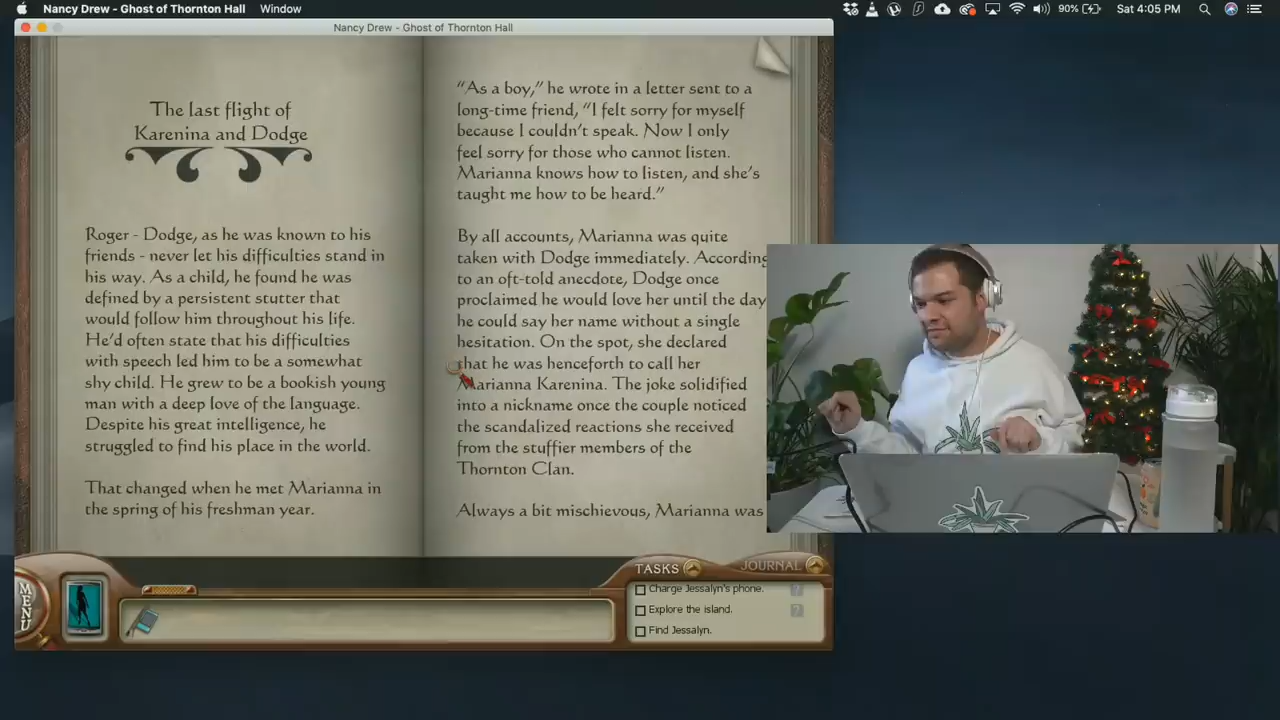 Nancy Drew - Ghost of Thornton Hall Window
90% Sat 4:05 PM
Nancy Drew - Ghost of Thornton Hall
The last flight of
Karenina and Dodge
Roger - Dodge, as he was known to his
friends - never let his difficulties stand in
his way. As a child, he found he was
defined by a persistent stutter that
would follow him throughout his life.
He'd often state that his difficulties
with speech led him to be a somewhat
shy child. He grew to be a bookish young
man with a deep love of the language.
Despite his great intelligence, he
struggled to find his place in the world.
That changed when he met Marianna in
the spring of his freshman year.
"As a boy," he wrote in a letter sent to a
long-time friend, "I felt sorry for myself
because I couldn't speak. Now I only
feel sorry for those who cannot listen.
Marianna knows how to listen, and she's
taught me how to be heard."
By all accounts, Marianna was quite
taken with Dodge immediately. According
to an oft-told anecdote, Dodge once
proclaimed he would love her until the day
he could say her name without a single
hesitation. On the spot, she declared
that he was henceforth to call her
Marianna Karenina. The joke solidified
into a nickname once the couple noticed
the scandalized reactions she received
from the stuffier members of the
Thornton Clan.
Always a bit mischievous, Marianna was
MENU
TASKS
JOURNAL
Charge Jessalyn's phone. ?
Explore the island. ?
Find Jessalyn.